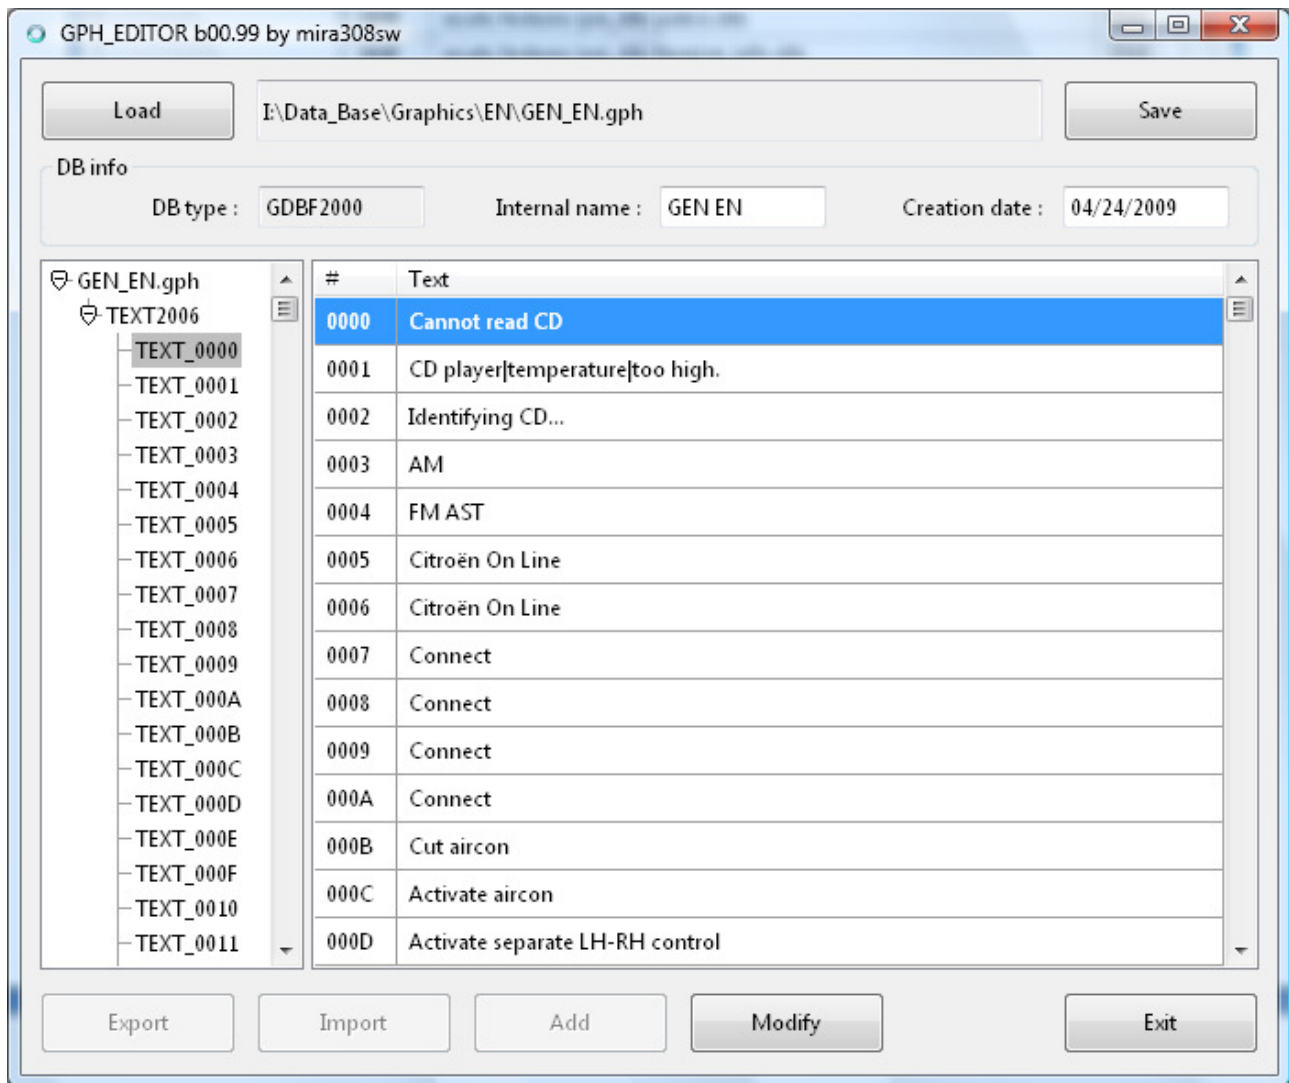 GPH_EDITOR b00.99 by mira308sw
Load
I:\Data_Base\Graphics\EN\GEN_EN.gph
Save
DB info
DB type :
GDBF2000
Internal name :
GEN EN
Creation date :
04/24/2009
GEN_EN.gph
TEXT2006
TEXT_0000
TEXT_0001
TEXT_0002
TEXT_0003
TEXT_0004
TEXT_0005
TEXT_0006
TEXT_0007
TEXT_0008
TEXT_0009
TEXT_000A
TEXT_000B
TEXT_000C
TEXT_000D
TEXT_000E
TEXT_000F
TEXT_0010
TEXT_0011
# Text
0000 Cannot read CD
0001 CD player|temperature|too high.
0002 Identifying CD...
0003 AM
0004 FM AST
0005 Citroën On Line
0006 Citroën On Line
0007 Connect
0008 Connect
0009 Connect
000A Connect
000B Cut aircon
000C Activate aircon
000D Activate separate LH-RH control
Export
Import
Add
Modify
Exit